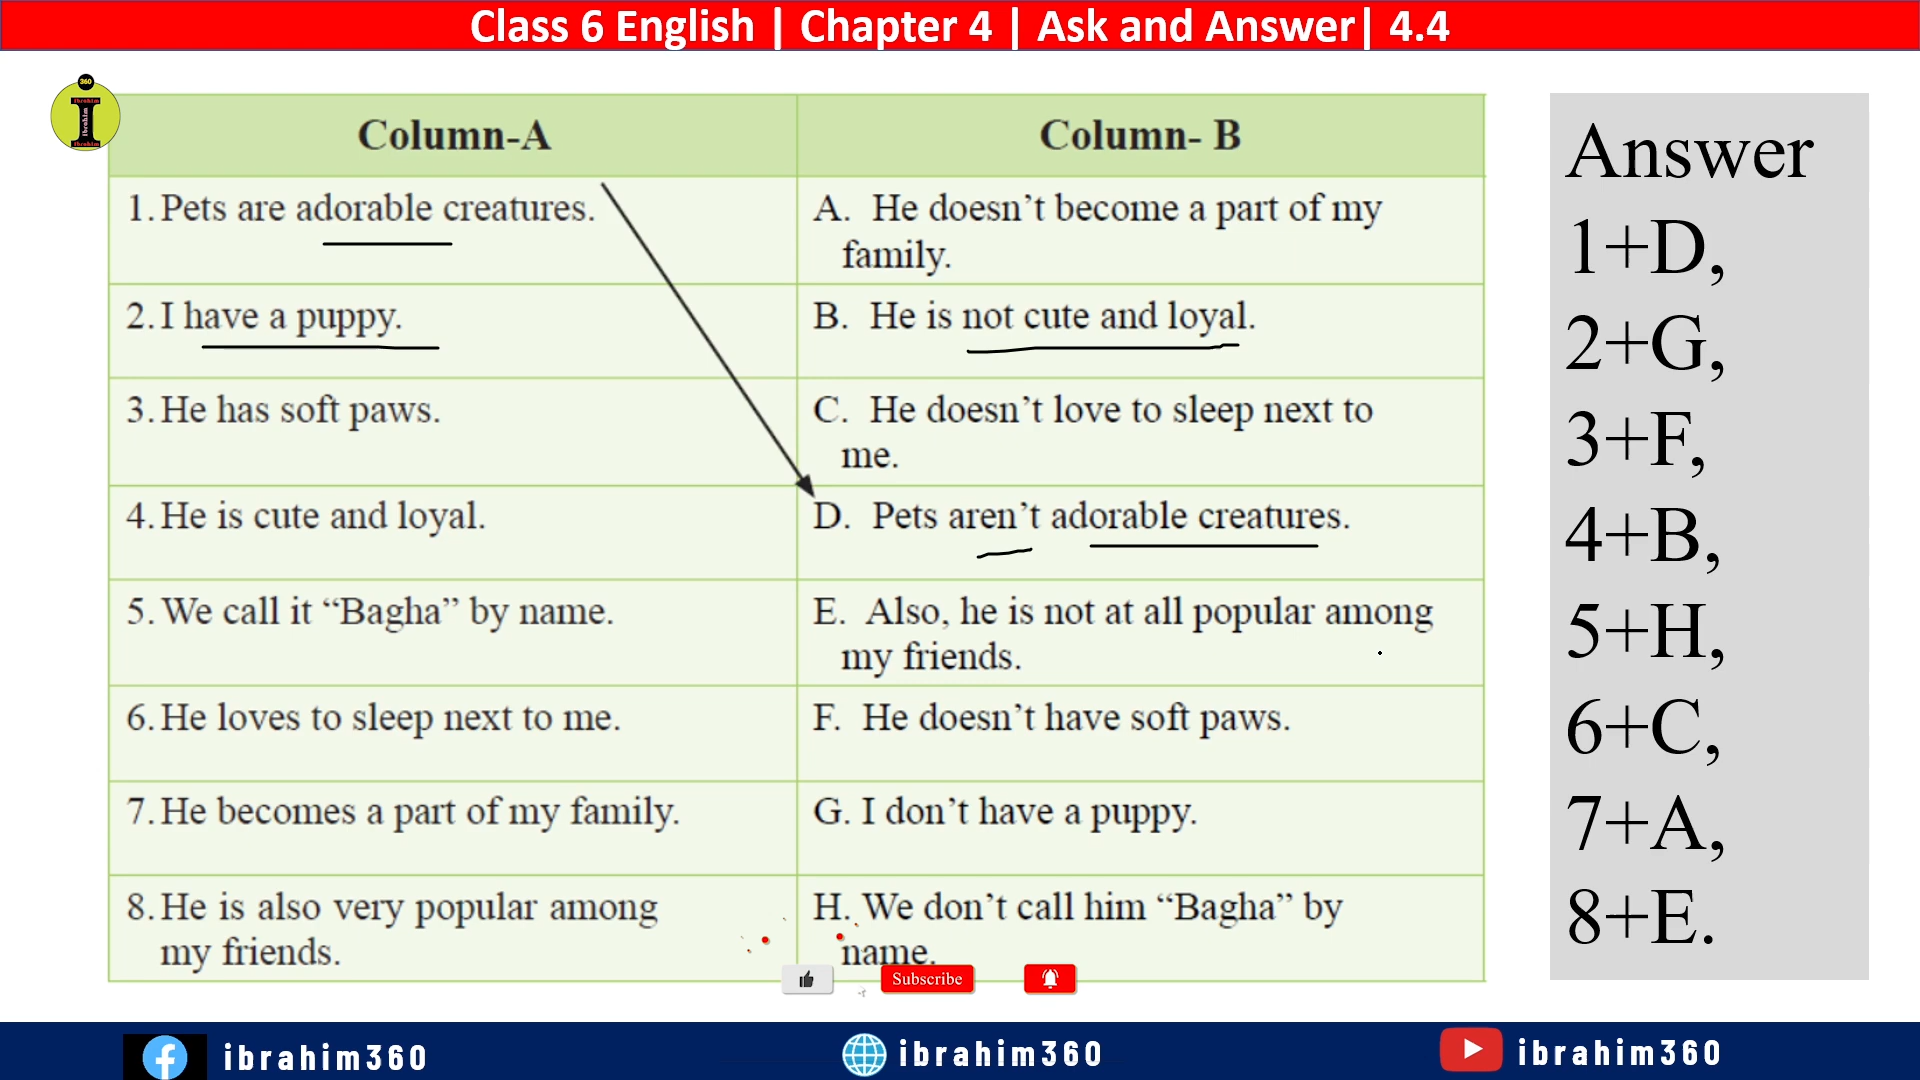 Class 6 English | Chapter 4 | Ask and Answer| 4.4
360
Ibrahim
Ibrahim
Ibrahim
Column-A
Column- B
1. Pets are adorable creatures.
A. He doesn’t become a part of my
family.
2. I have a puppy.
B. He is not cute and loyal.
3. He has soft paws.
C. He doesn’t love to sleep next to
me.
4. He is cute and loyal.
D. Pets aren’t adorable creatures.
5. We call it “Bagha” by name.
E. Also, he is not at all popular among
my friends.
6. He loves to sleep next to me.
F. He doesn’t have soft paws.
7. He becomes a part of my family.
G. I don’t have a puppy.
8. He is also very popular among
my friends.
H. We don’t call him “Bagha” by
name.
Answer
1+D,
2+G,
3+F,
4+B,
5+H,
6+C,
7+A,
8+E.
Subscribe
ibrahim360
ibrahim360
ibrahim360